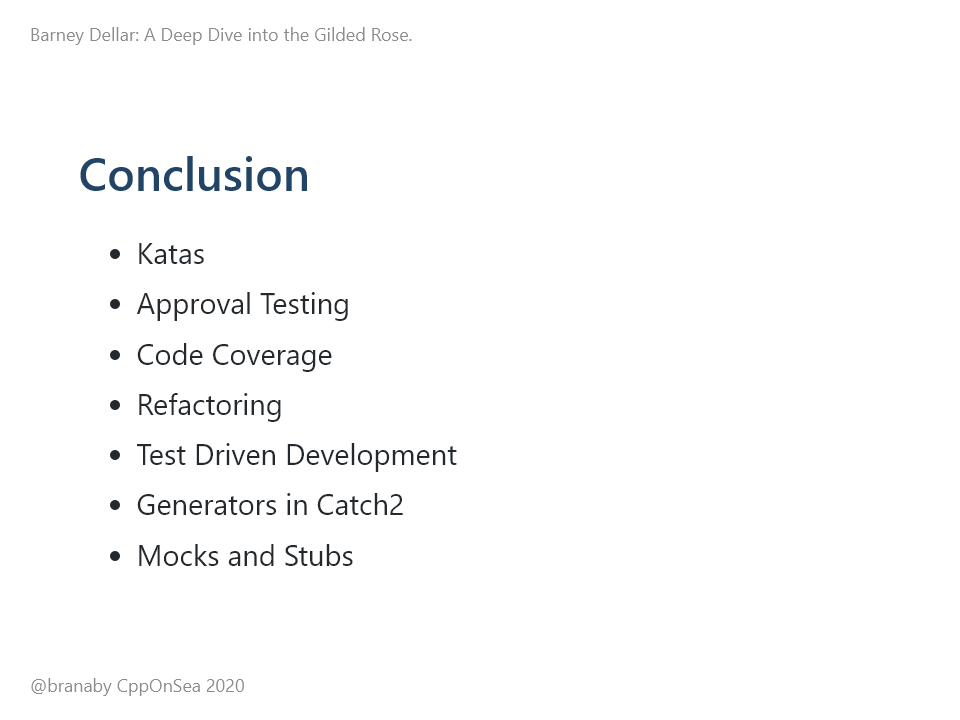 Barney Dellar: A Deep Dive into the Gilded Rose.
Conclusion
• Katas
• Approval Testing
• Code Coverage
• Refactoring
• Test Driven Development
• Generators in Catch2
• Mocks and Stubs
@branaby CppOnSea 2020